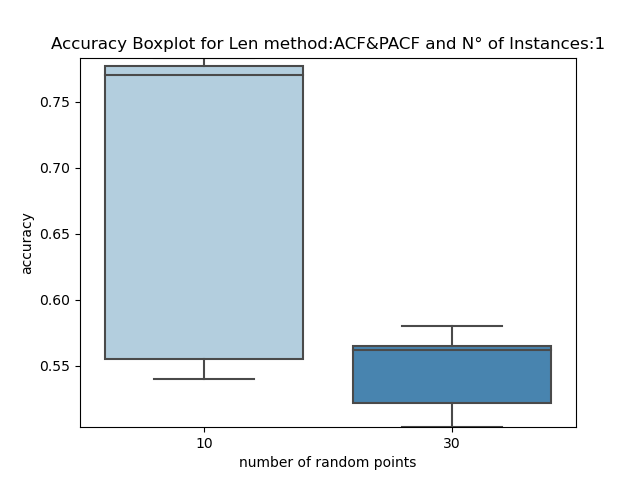 Accuracy Boxplot for Len method:ACF&PACF and N° of Instances:1
0.75
0.70
0.65
0.60
0.55
accuracy
10
30
number of random points